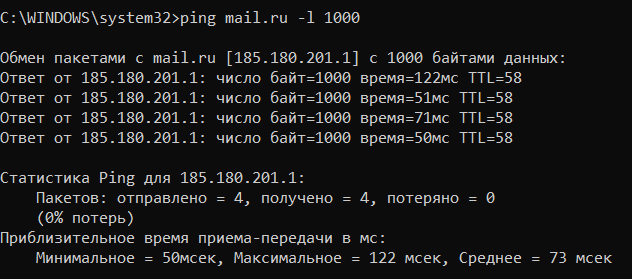 C:\WINDOWS\system32>ping mail.ru -l 1000
Обмен пакетами с mail.ru [185.180.201.1] с 1000 байтами данных:
Ответ от 185.180.201.1: число байт=1000 время=122мс TTL=58
Ответ от 185.180.201.1: число байт=1000 время=51мс TTL=58
Ответ от 185.180.201.1: число байт=1000 время=71мс TTL=58
Ответ от 185.180.201.1: число байт=1000 время=50мс TTL=58
Статистика Ping для 185.180.201.1:
Пакетов: отправлено = 4, получено = 4, потеряно = 0
(0% потерь)
Приблизительное время приема-передачи в мс:
Минимальное = 50мсек, Максимальное = 122 мсек, Среднее = 73 мсек